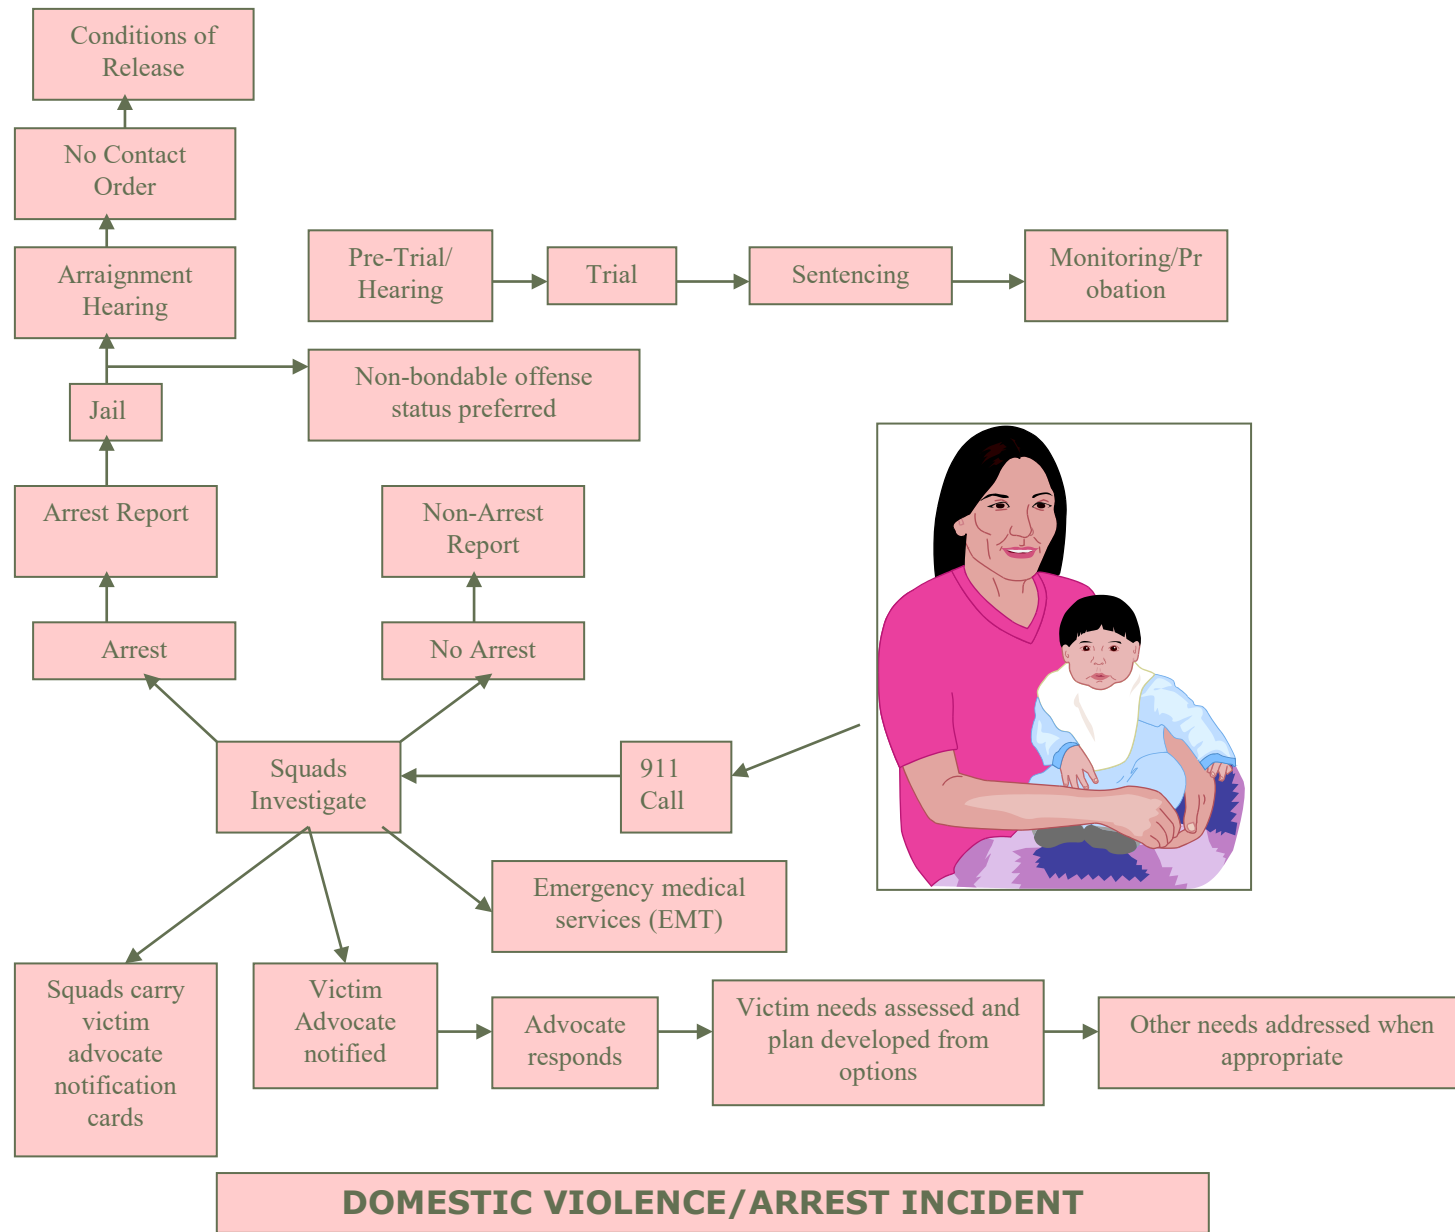 Conditions of
Release
No Contact
Order
Arraignment
Hearing
Pre-Trial/
Hearing
Trial
Sentencing
Monitoring/Pr
obation
Non-bondable offense
status preferred
Jail
Arrest Report
Non-Arrest
Report
Arrest
No Arrest
Squads
Investigate
911
Call
Emergency medical
services (EMT)
Squads carry
victim
advocate
notification
cards
Victim
Advocate
notified
Advocate
responds
Victim needs assessed and
plan developed from
options
Other needs addressed when
appropriate
DOMESTIC VIOLENCE/ARREST INCIDENT